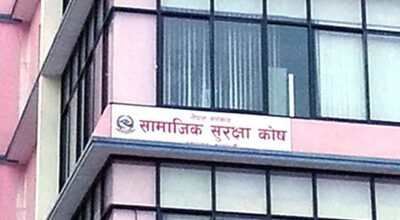 नेपाल सरकार
सामाजिक सुरक्षा कोष